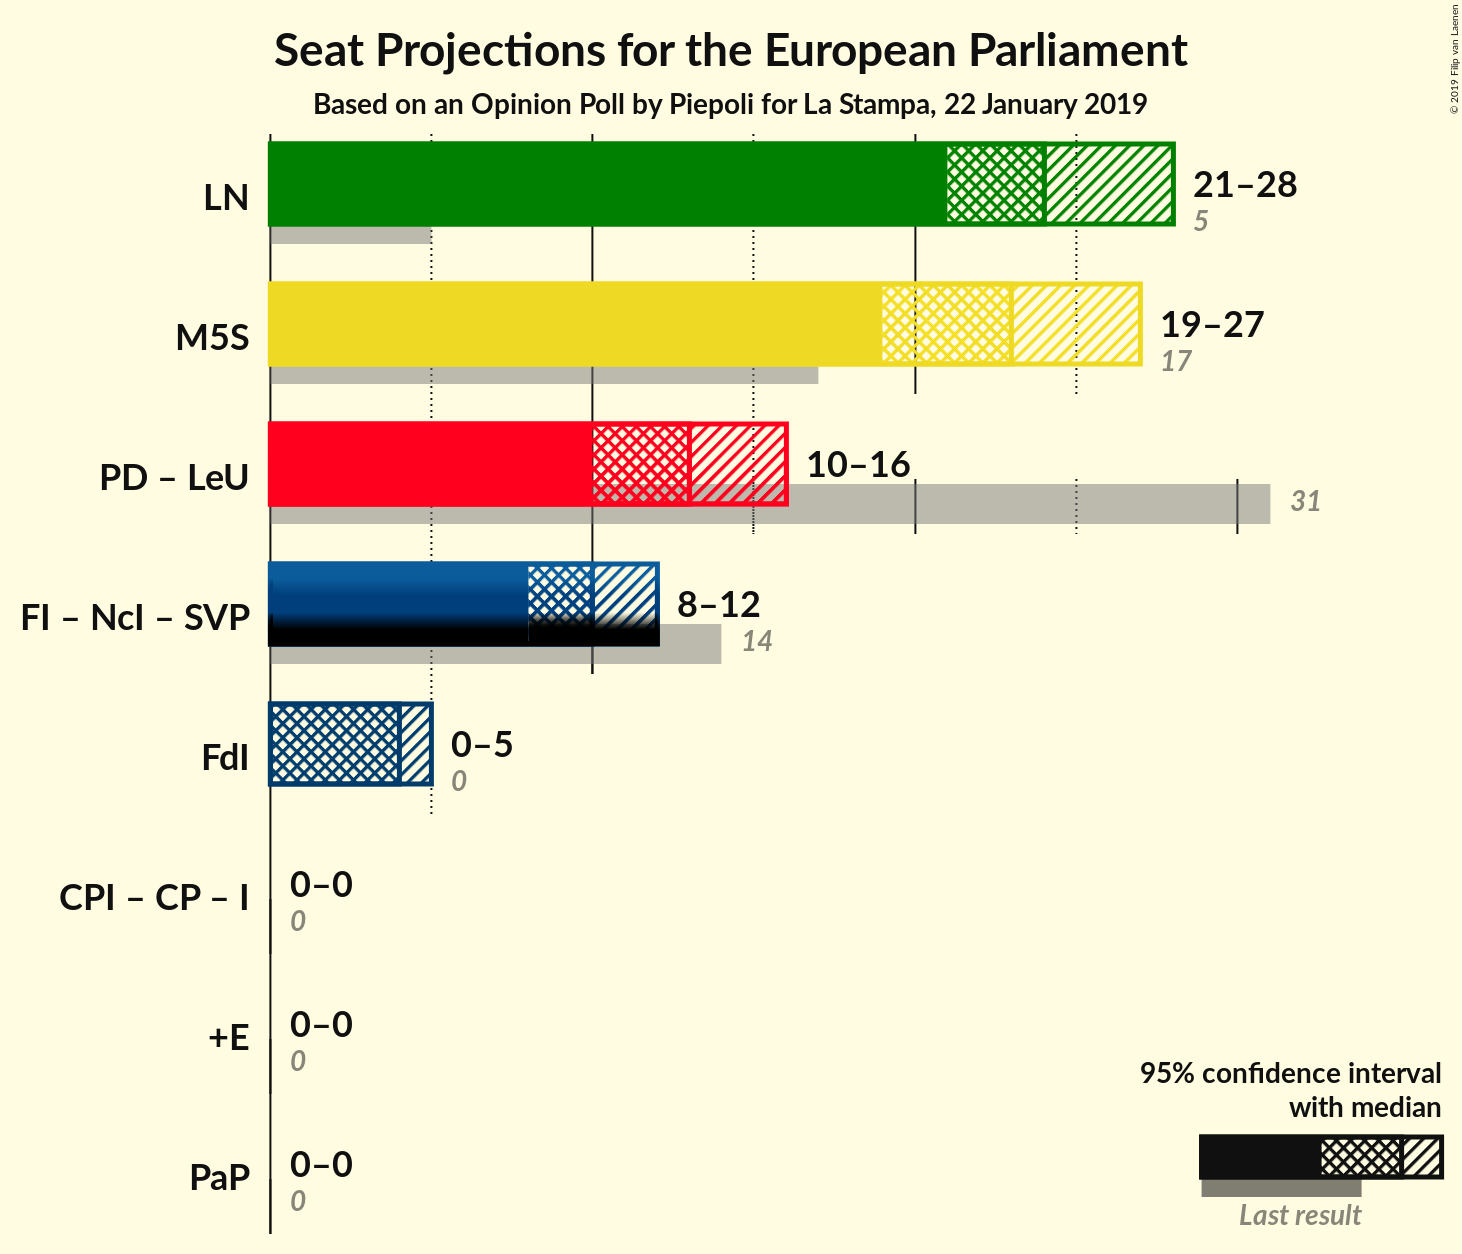 Seat Projections for the European Parliament
Based on an Opinion Poll by Piepoli for La Stampa, 22 January 2019
© 2019 Filip van Laenen
LN
21–28
5
M5S
19–27
17
PD – LeU
10–16
31
FI – NcI – SVP
8–12
14
FdI
0–5
0
CPI – CP – I
0–0
0
+E
0–0
0
PaP
0–0
0
95% confidence interval
with median
Last result